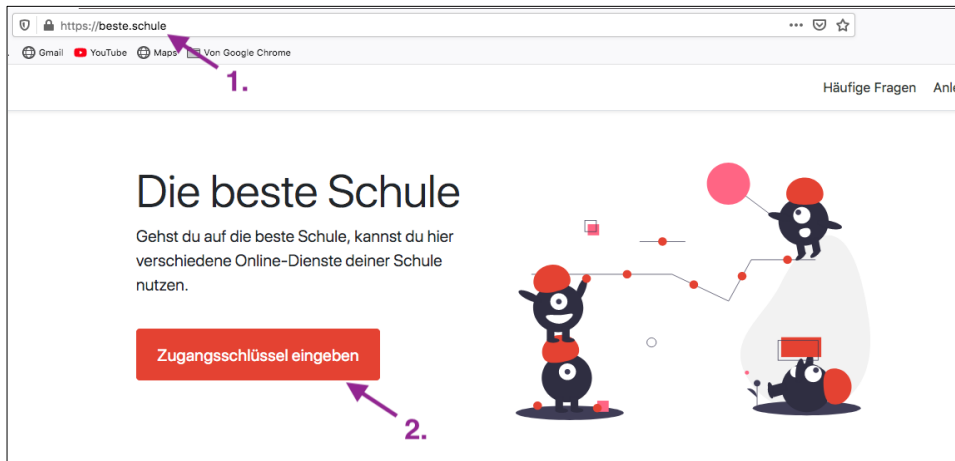 https://beste.schule
Gmail YouTube Maps Von Google Chrome
1.
Häufige Fragen
Die beste Schule
Gehst du auf die beste Schule, kannst du hier
verschiedene Online-Dienste deiner Schule
nutzen.
Zugangsschlüssel eingeben
2.